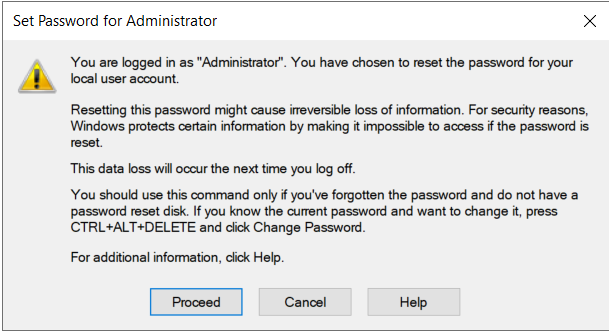 Set Password for Administrator
You are logged in as "Administrator". You have chosen to reset the password for your
local user account.
Resetting this password might cause irreversible loss of information. For security reasons,
Windows protects certain information by making it impossible to access if the password is
reset.
This data loss will occur the next time you log off.
You should use this command only if you've forgotten the password and do not have a
password reset disk. If you know the current password and want to change it, press
CTRL+ALT+DELETE and click Change Password.
For additional information, click Help.
Proceed Cancel Help